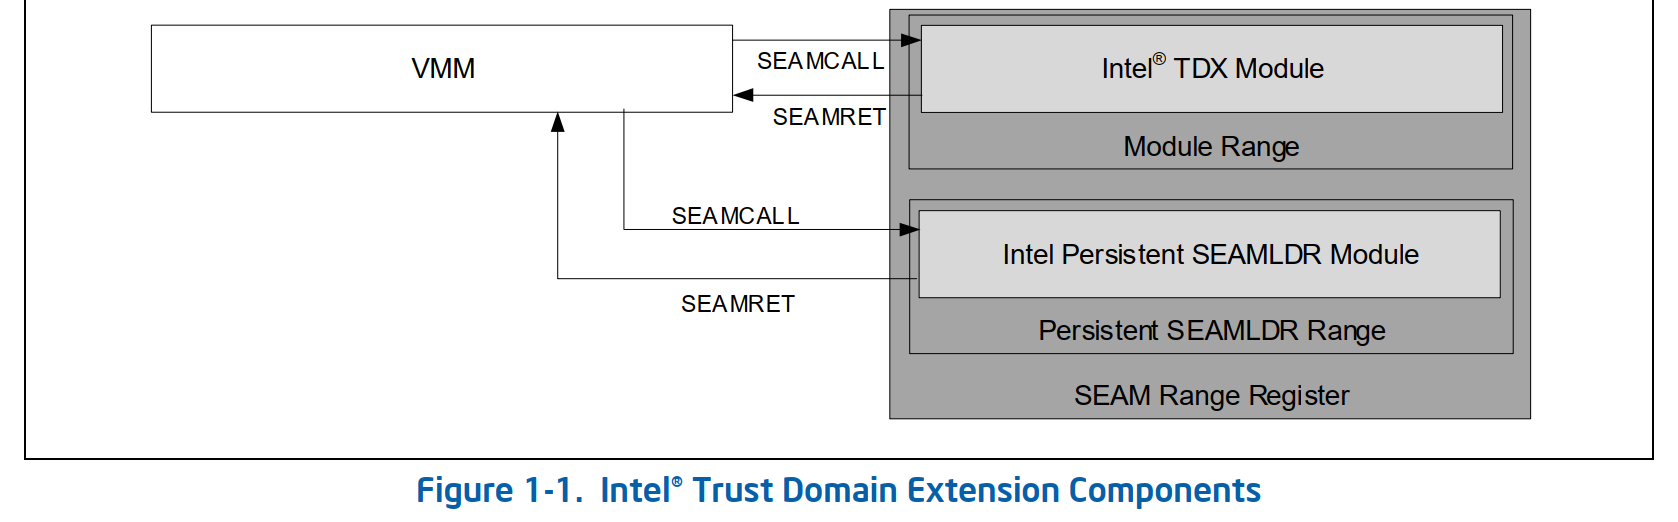 VMM
SEAMCALL
Intel® TDX Module
SEAMRET
Module Range
SEAMCALL
Intel Persistent SEAMLDR Module
SEAMRET
Persistent SEAMLDR Range
SEAM Range Register
Figure 1-1. Intel® Trust Domain Extension Components